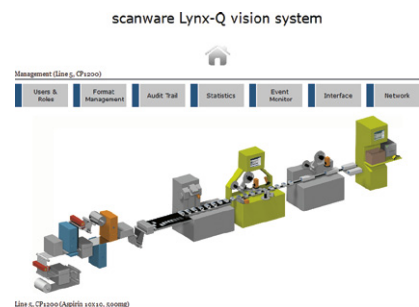 scanware Lynx-Q vision system
Management (Line 5, CP1200)
Users &
Roles
Format
Management
Audit Trail
Statistics
Event
Monitor
Interface
Network
Line 5, CP1200 (Aspirin 10x10, 500mg)